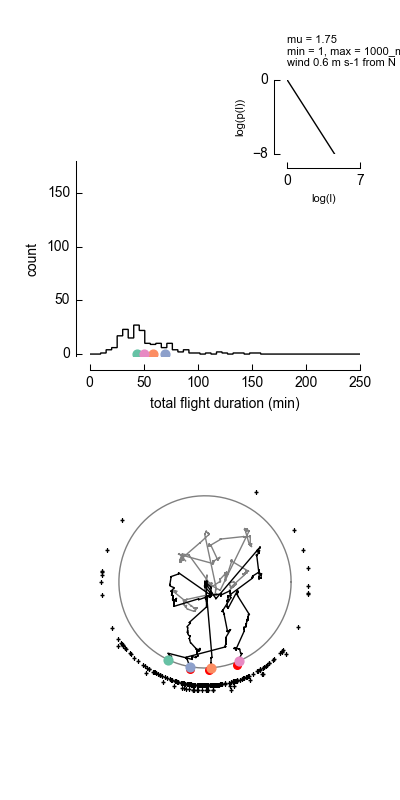 mu = 1.75
min = 1, max = 1000_m
wind 0.6 m s-1 from N
0
log(p(l))
−8
0
7
log(l)
150
100
count
50
0
0
50
100
150
200
250
total flight duration (min)